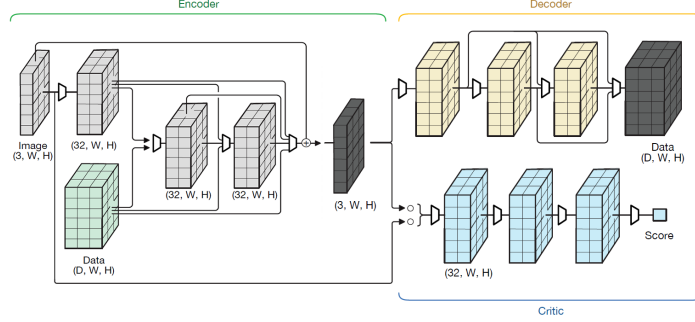 Encoder
Decoder
Image
(3, W, H)
(32, W, H)
(32, W, H)
(32, W, H)
(3, W, H)
Data
(D, W, H)
Data
(D, W, H)
(32, W, H)
Score
Critic